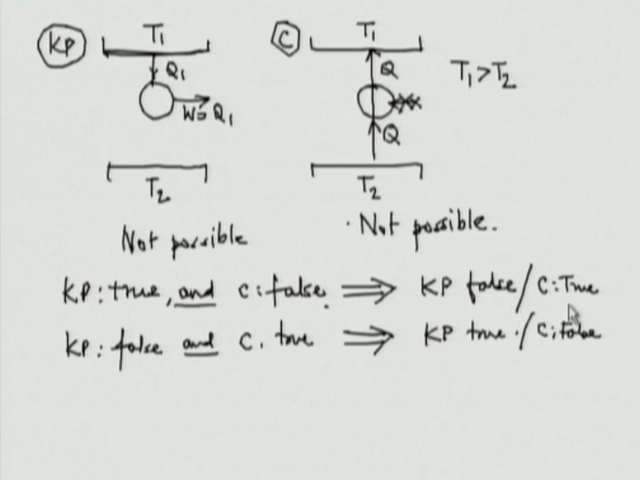 KP T1 C T1
Q1 Q T1 > T2
W = Q1
Q
T2 T2
Not possible · Not possible.
KP : true, and C : false. ⟹ KP false / C : True
KP : false and C. true ⟹ KP true · / C : false